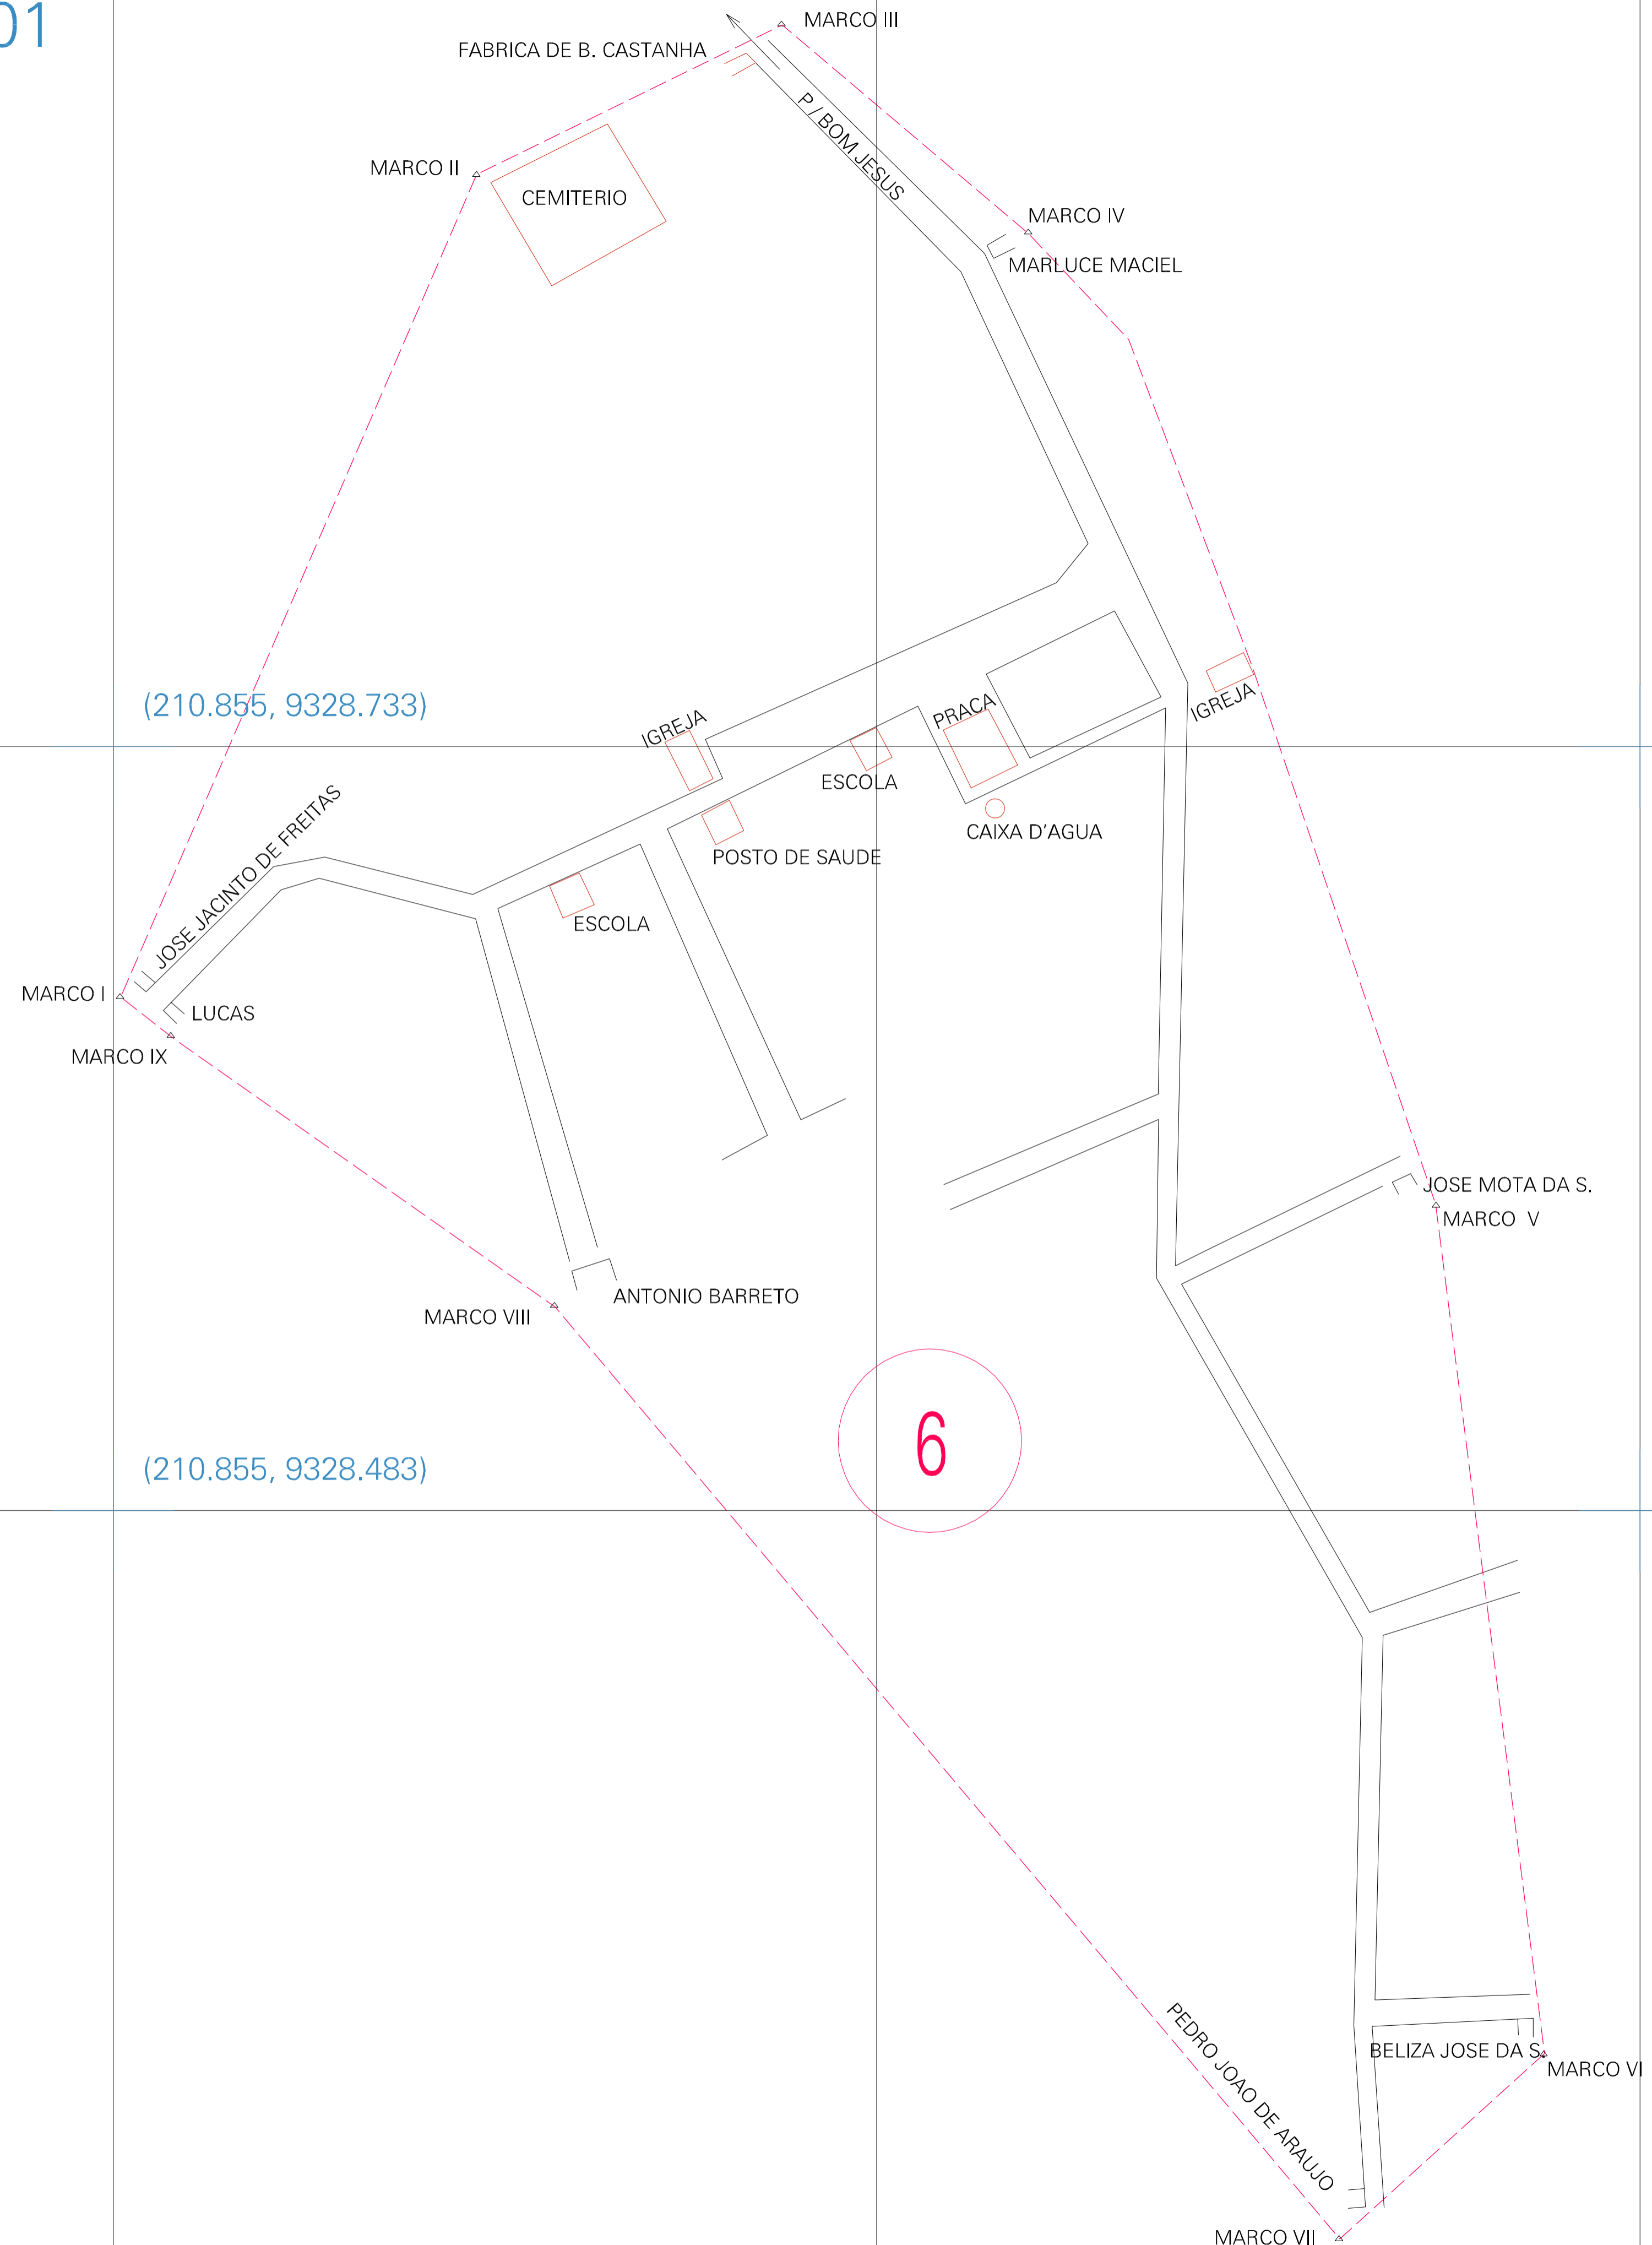 01
MARCO III
FABRICA DE B. CASTANHA
P / BOM JESUS
MARCO II
CEMITERIO
MARCO IV
MARLUCE MACIEL
(210.855, 9328.733)
IGREJA
PRACA
IGREJA
ESCOLA
JOSE JACINTO DE FREITAS
CAIXA D'AGUA
POSTO DE SAUDE
ESCOLA
MARCO I
LUCAS
MARCO IX
JOSE MOTA DA S.
MARCO V
ANTONIO BARRETO
MARCO VIII
6
(210.855, 9328.483)
PEDRO JOAO DE ARAUJO
BELIZA JOSE DA S.
MARCO VI
MARCO VII